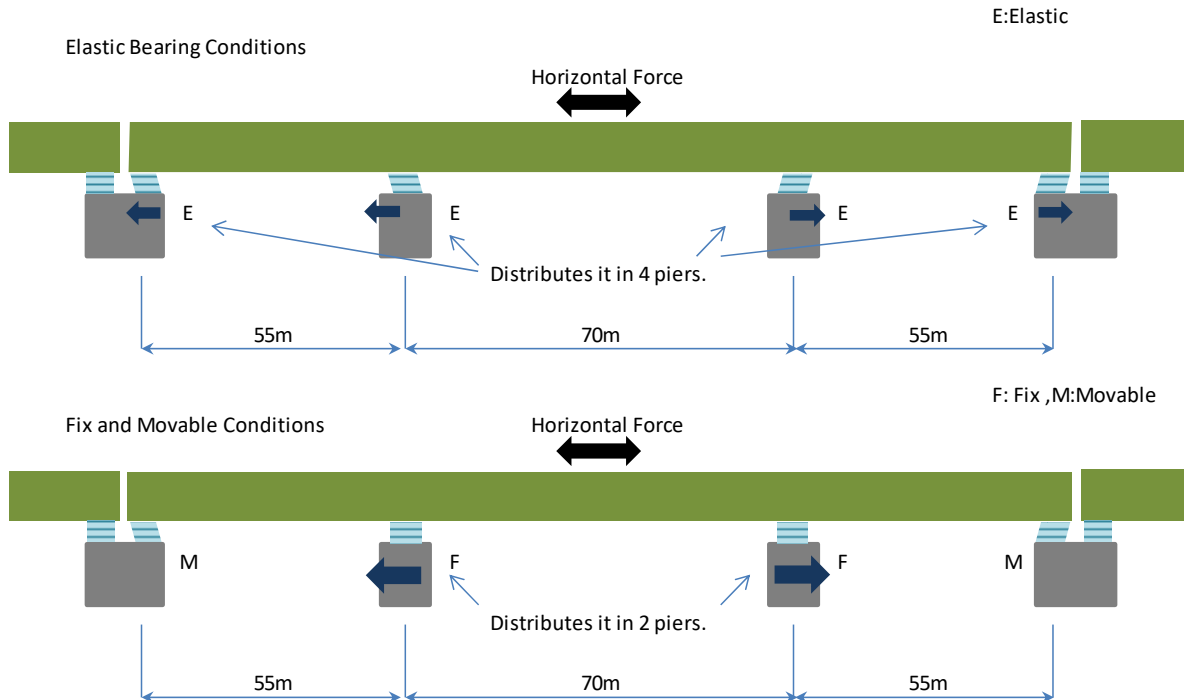 E:Elastic
Elastic Bearing Conditions
Horizontal Force
E
E
E
E
Distributes it in 4 piers.
55m
70m
55m
F: Fix ,M:Movable
Fix and Movable Conditions
Horizontal Force
M
F
F
M
Distributes it in 2 piers.
55m
70m
55m